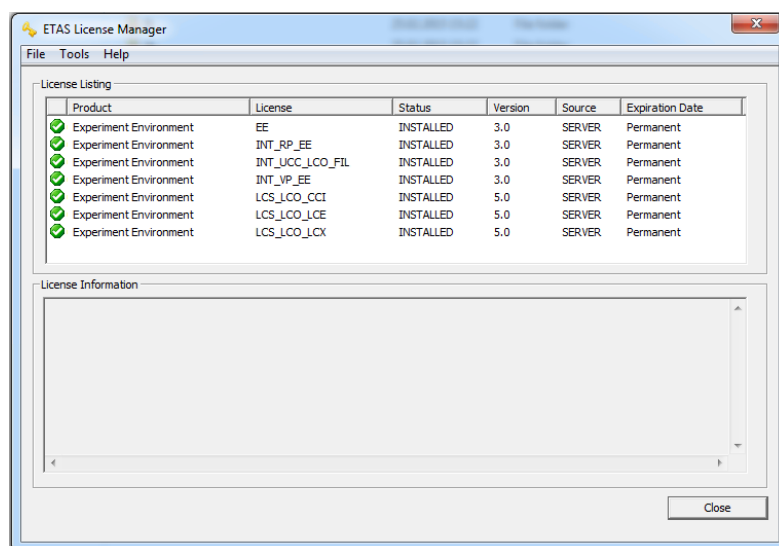 ETAS License Manager
File Tools Help
License Listing
Product License Status Version Source Expiration Date
Experiment Environment EE INSTALLED 3.0 SERVER Permanent
Experiment Environment INT_RP_EE INSTALLED 3.0 SERVER Permanent
Experiment Environment INT_UCC_LCO_FIL INSTALLED 3.0 SERVER Permanent
Experiment Environment INT_VP_EE INSTALLED 3.0 SERVER Permanent
Experiment Environment LCS_LCO_CCI INSTALLED 5.0 SERVER Permanent
Experiment Environment LCS_LCO_LCE INSTALLED 5.0 SERVER Permanent
Experiment Environment LCS_LCO_LCX INSTALLED 5.0 SERVER Permanent
License Information
Close